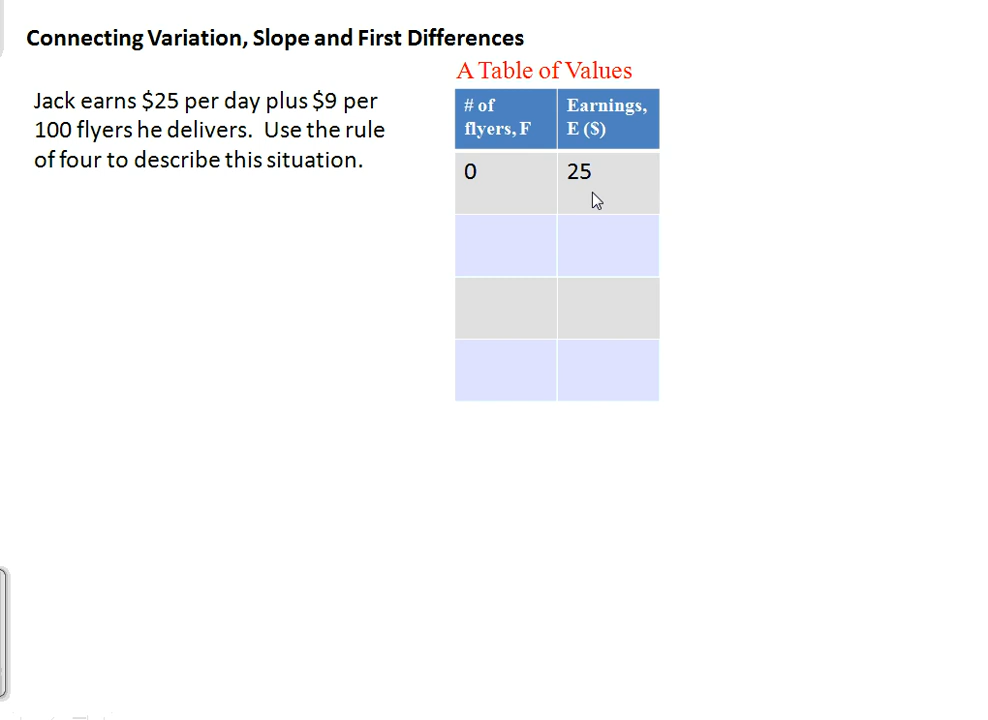 Connecting Variation, Slope and First Differences
Jack earns $25 per day plus $9 per
100 flyers he delivers.  Use the rule
of four to describe this situation.
A Table of Values
# of
flyers, F
Earnings,
E ($)
0
25